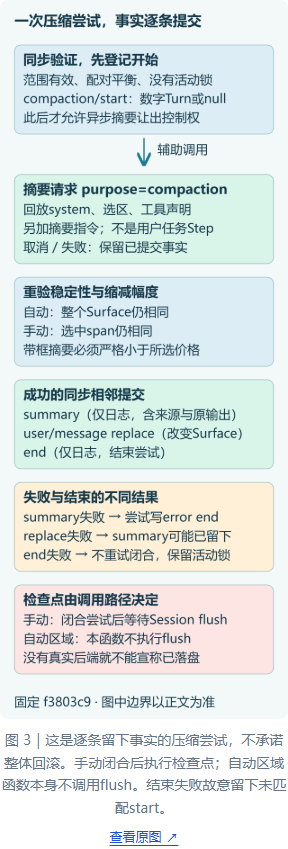 一次压缩尝试，事实逐条提交
同步验证，先登记开始
范围有效、配对平衡、没有活动锁
compaction/start：数字Turn或null
此后才允许异步摘要让出控制权
辅助调用
摘要请求 purpose=compaction
回放system、选区、工具声明
另加摘要指令；不是用户任务Step
取消 / 失败：保留已提交事实
重验稳定性与缩减幅度
自动：整个Surface仍相同
手动：选中span仍相同
带框摘要必须严格小于所选价格
成功的同步相邻提交
summary（仅日志，含来源与原输出）
user/message replace（改变Surface）
end（仅日志，结束尝试）
失败与结束的不同结果
summary失败 → 尝试写error end
replace失败 → summary可能已留下
end失败 → 不重试闭合，保留活动锁
检查点由调用路径决定
手动：闭合尝试后等待Session flush
自动区域：本函数不执行flush
没有真实后端就不能宣称已落盘
固定 f3803c9 · 图中边界以正文为准
图 3｜这是逐条留下事实的压缩尝试，不承诺
整体回滚。手动闭合后执行检查点；自动区域
函数本身不调用flush。结束失败故意留下未匹
配start。
查看原图 ↗